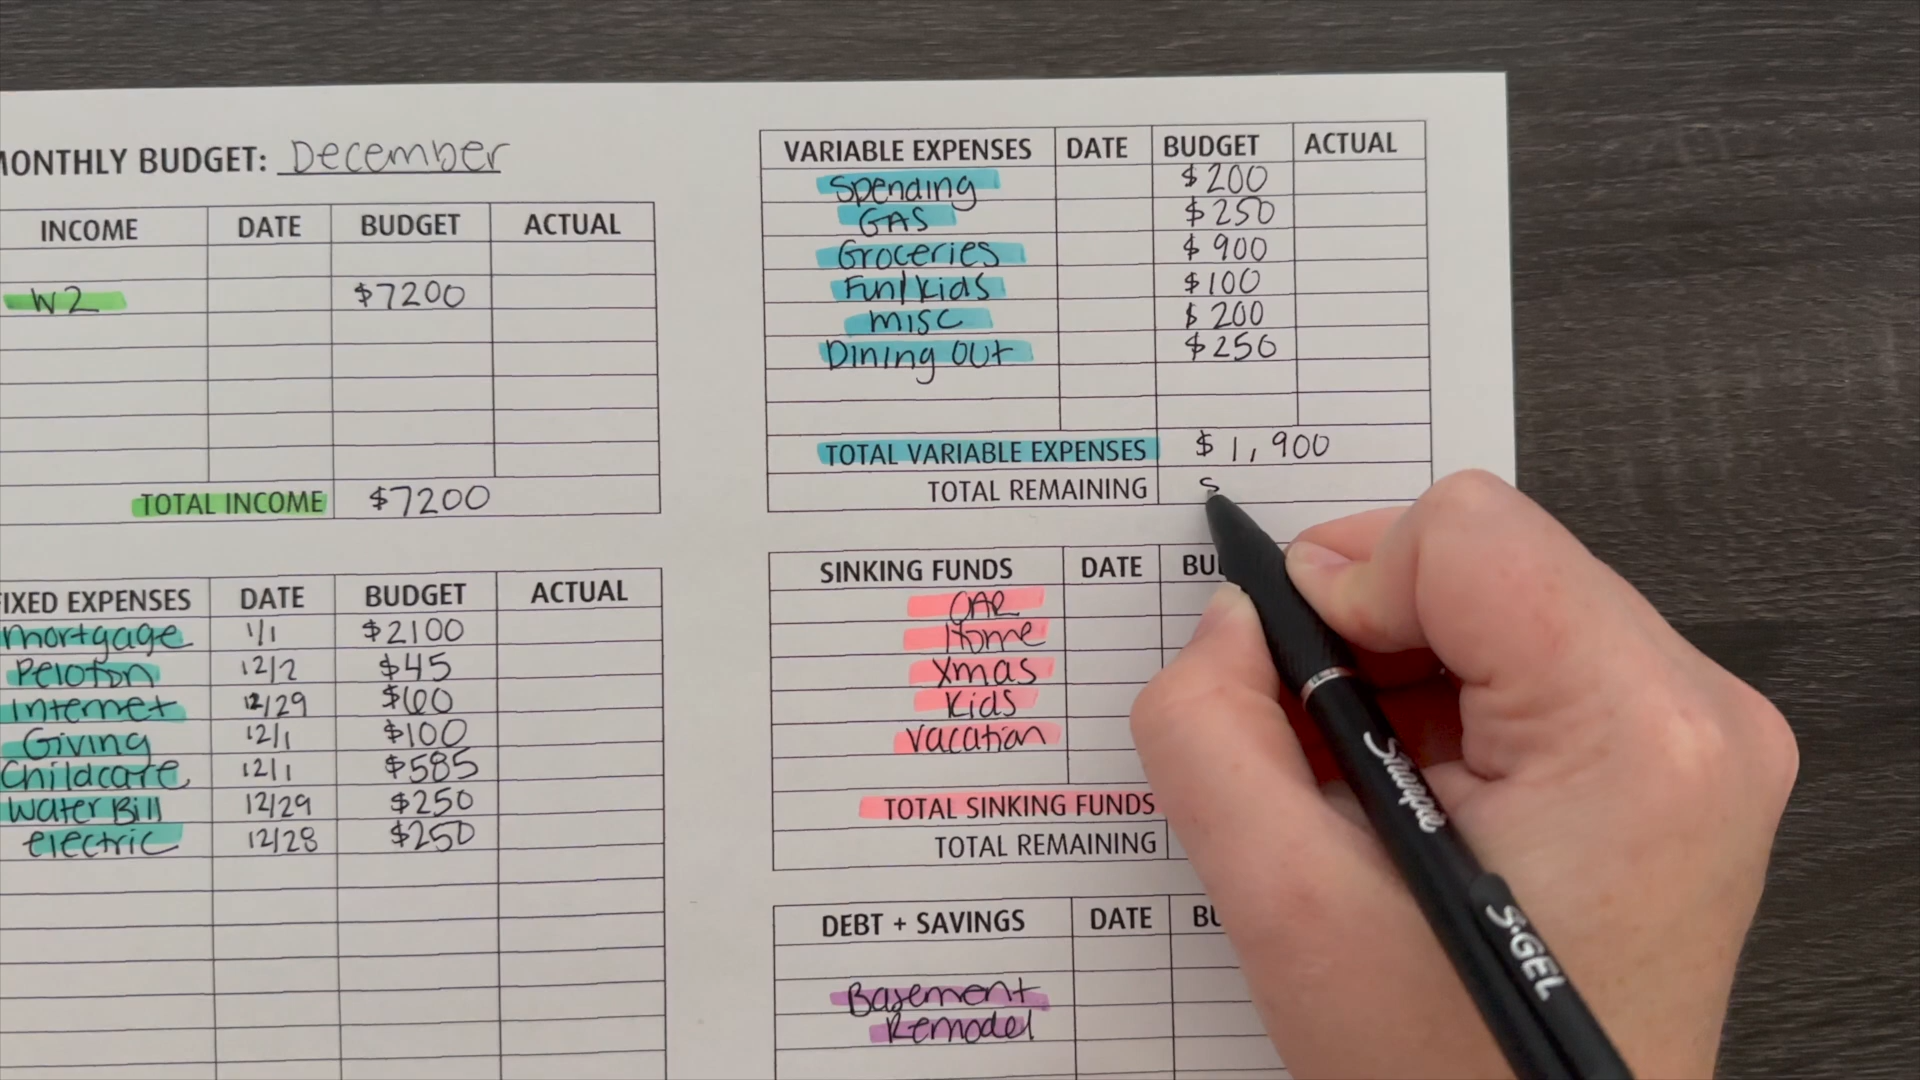 MONTHLY BUDGET: December
INCOME DATE BUDGET ACTUAL
W2 $7200
TOTAL INCOME $7200
FIXED EXPENSES DATE BUDGET ACTUAL
mortgage 1/1 $2100
Peloton 12/2 $45
Internet 12/29 $60
Giving 12/1 $100
Childcare 12/1 $585
Water Bill 12/29 $250
electric 12/28 $250
VARIABLE EXPENSES DATE BUDGET ACTUAL
Spending $200
GAS $250
Groceries $900
Fun/kids $100
misc $200
Dining Out $250
TOTAL VARIABLE EXPENSES $1,900
TOTAL REMAINING
SINKING FUNDS DATE BU
CAR
Home
Xmas
Kids
Vacation
TOTAL SINKING FUNDS
TOTAL REMAINING
DEBT + SAVINGS DATE BU
Basement
Remodel
Sharpie
S·GEL